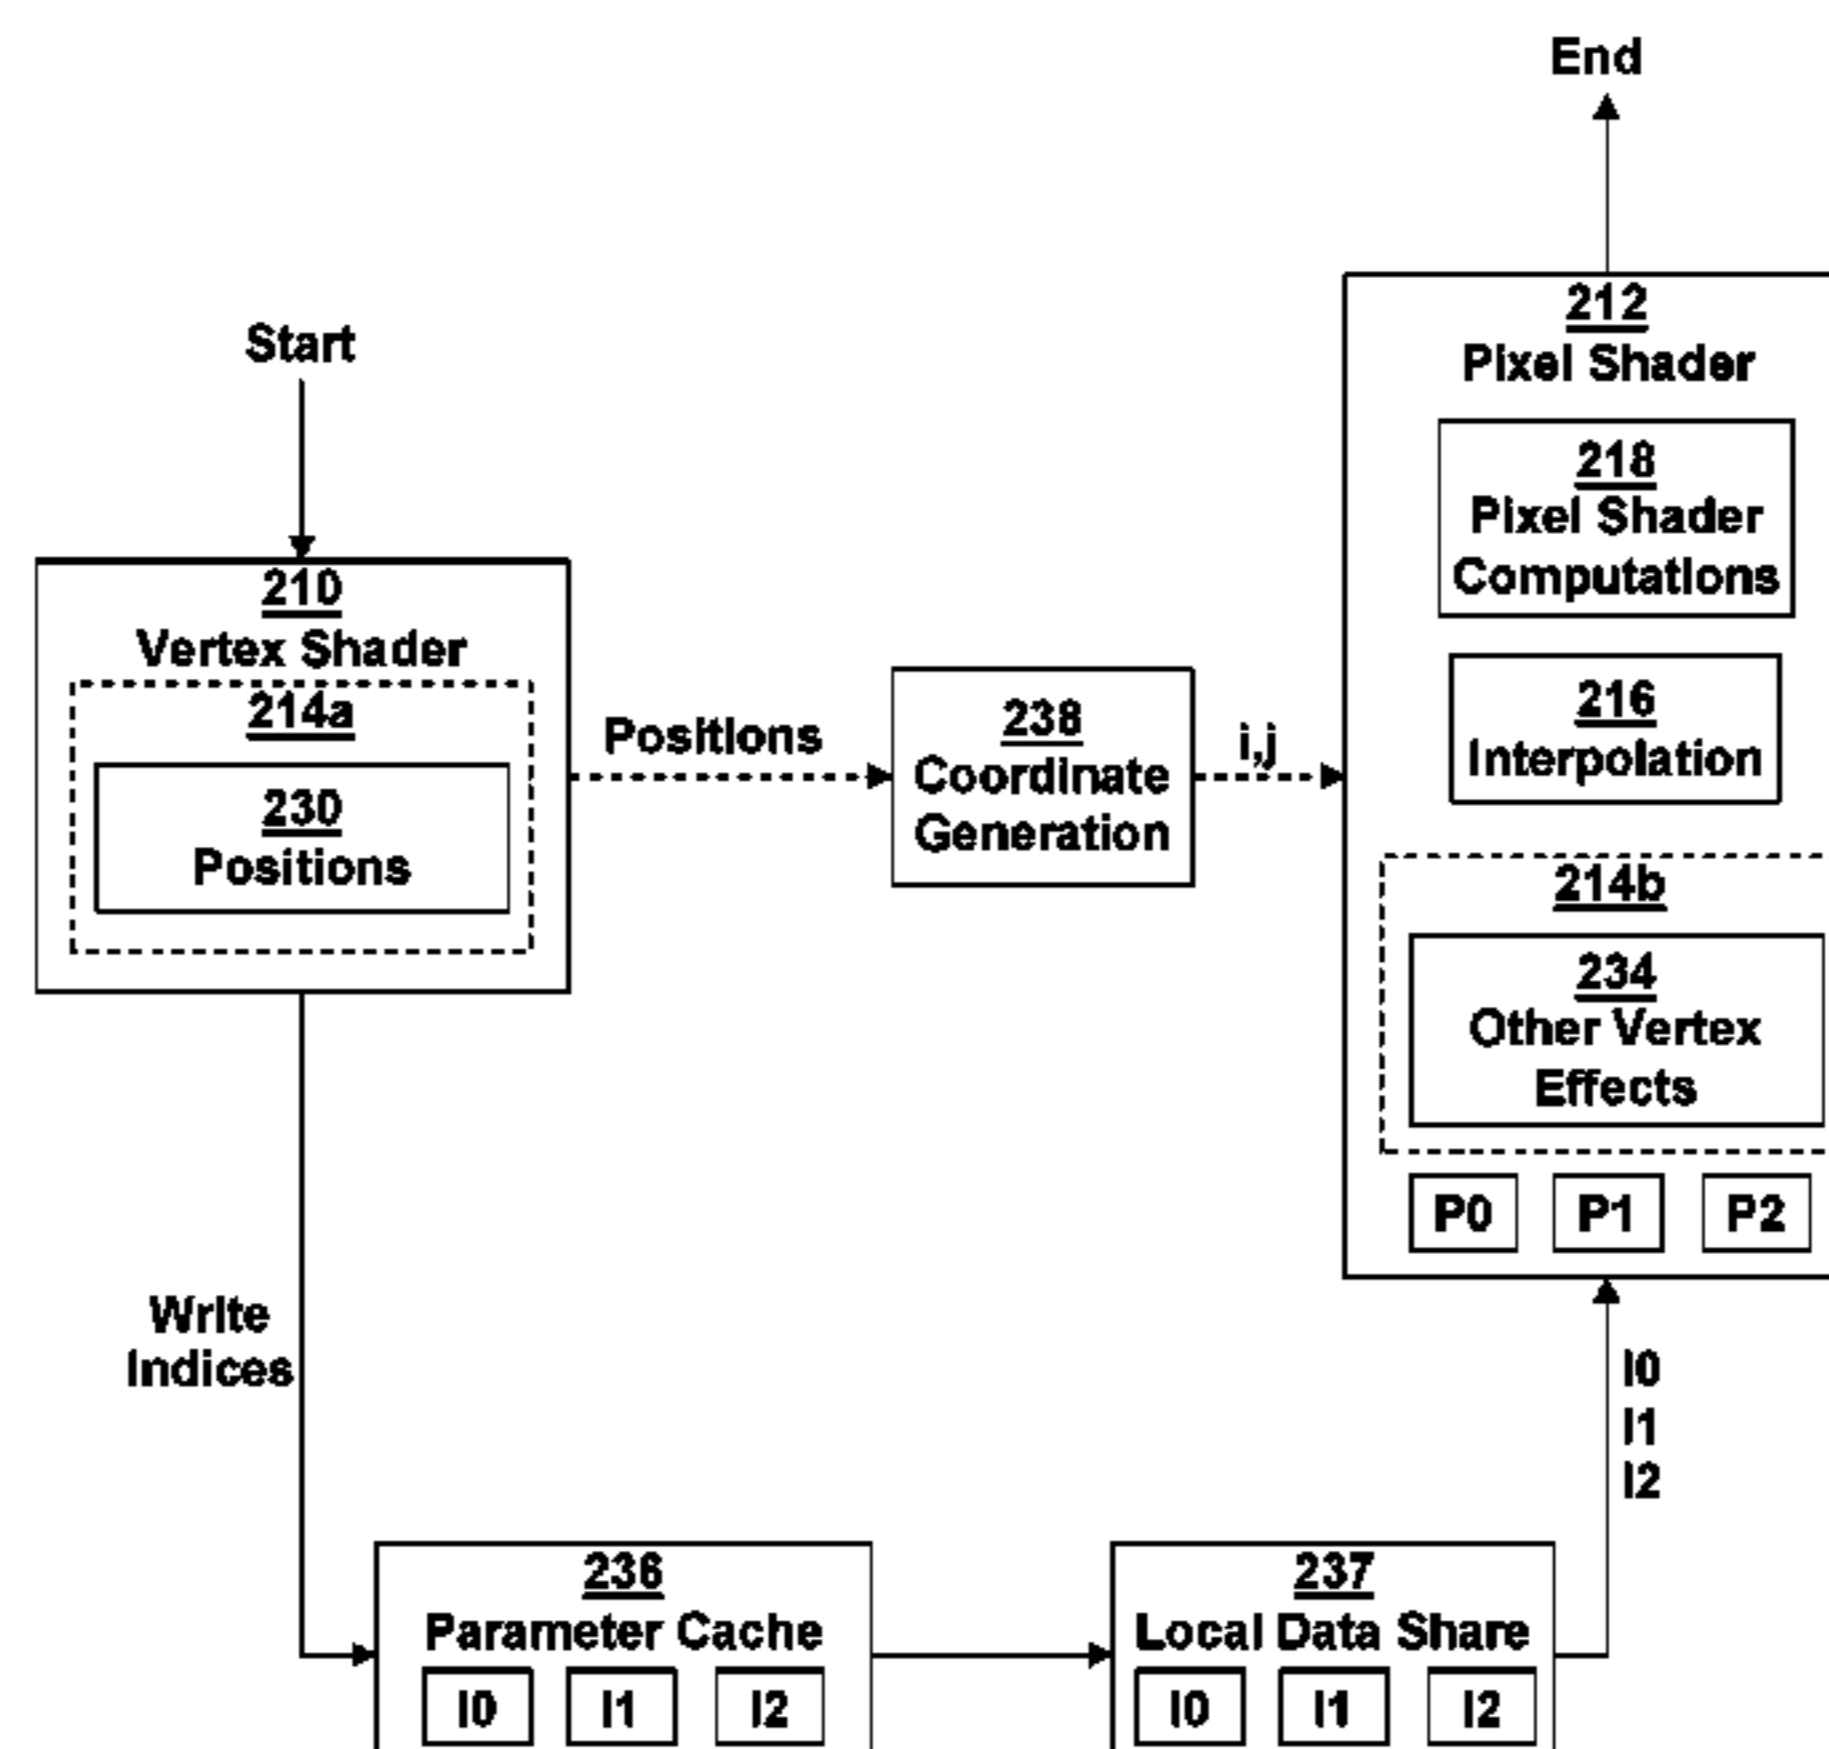 End
212
Pixel Shader
218
Pixel Shader
Computations
216
Interpolation
214b
234
Other Vertex
Effects
P0 P1 P2
Start
210
Vertex Shader
214a
230
Positions
Positions
238
Coordinate
Generation
i,j
Write
Indices
I0
I1
I2
236
Parameter Cache
I0 I1 I2
237
Local Data Share
I0 I1 I2